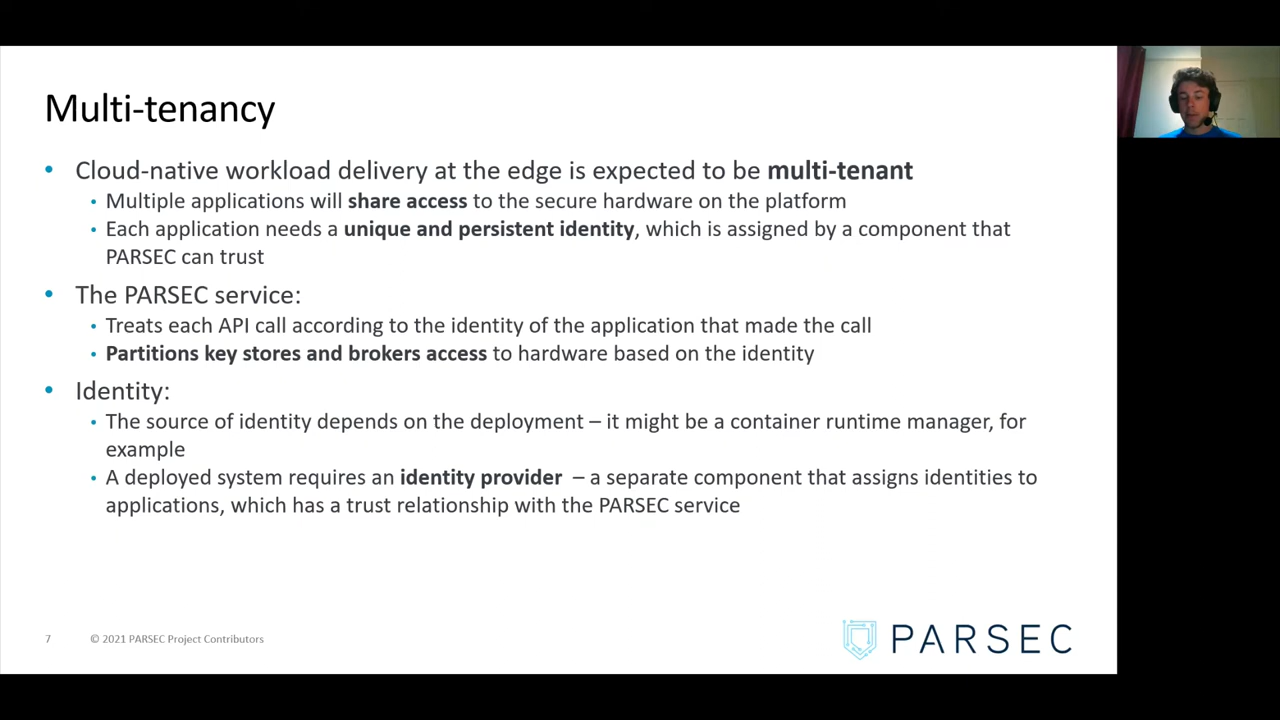 Multi-tenancy
• Cloud-native workload delivery at the edge is expected to be multi-tenant
• Multiple applications will share access to the secure hardware on the platform
• Each application needs a unique and persistent identity, which is assigned by a component that
PARSEC can trust
• The PARSEC service:
• Treats each API call according to the identity of the application that made the call
• Partitions key stores and brokers access to hardware based on the identity
• Identity:
• The source of identity depends on the deployment – it might be a container runtime manager, for
example
• A deployed system requires an identity provider – a separate component that assigns identities to
applications, which has a trust relationship with the PARSEC service
7 © 2021 PARSEC Project Contributors
PARSEC